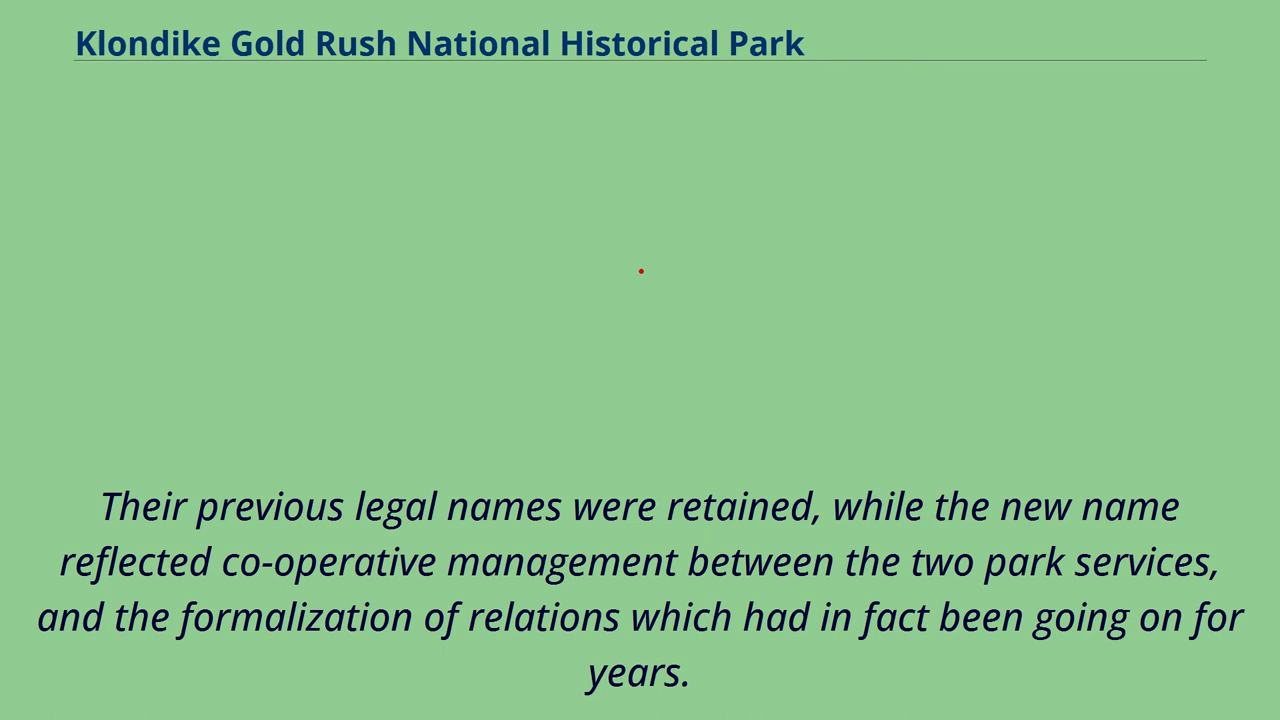 Klondike Gold Rush National Historical Park
Their previous legal names were retained, while the new name
reflected co-operative management between the two park services,
and the formalization of relations which had in fact been going on for
years.